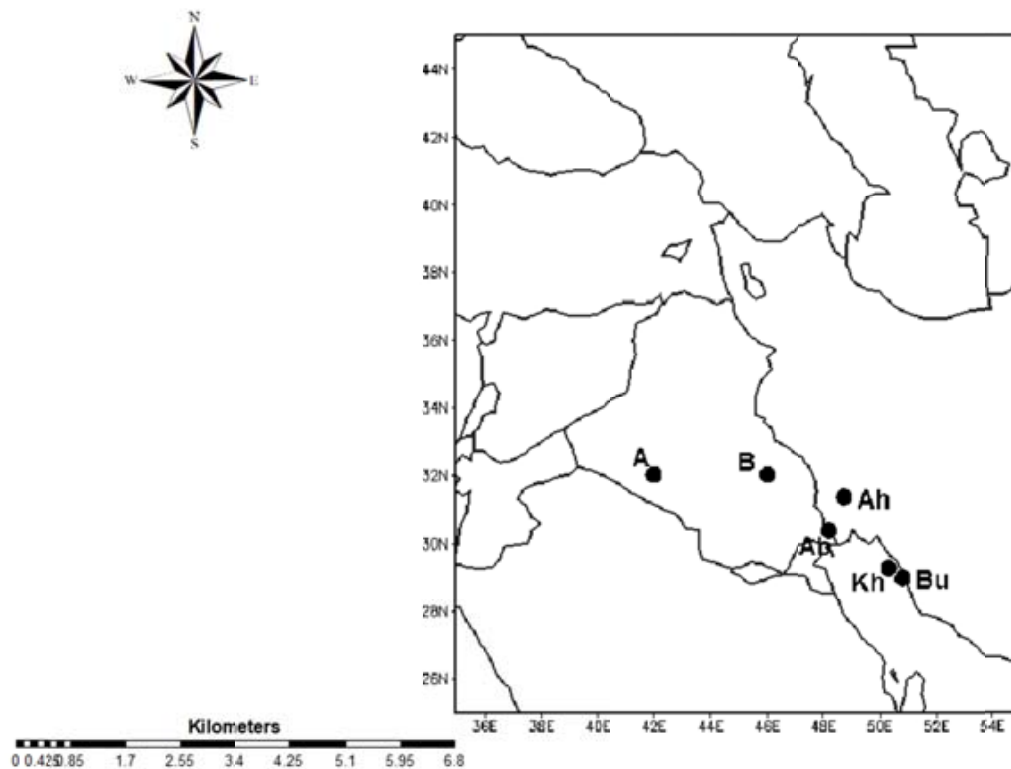 N
W E
S
44N
42N
40N
38N
36N
34N
32N
30N
28N
26N
A
B
Ah
Ab
Kh
Bu
36E 38E 40E 42E 44E 46E 48E 50E 52E 54E
Kilometers
0 0.425 0.85 1.7 2.55 3.4 4.25 5.1 5.95 6.8